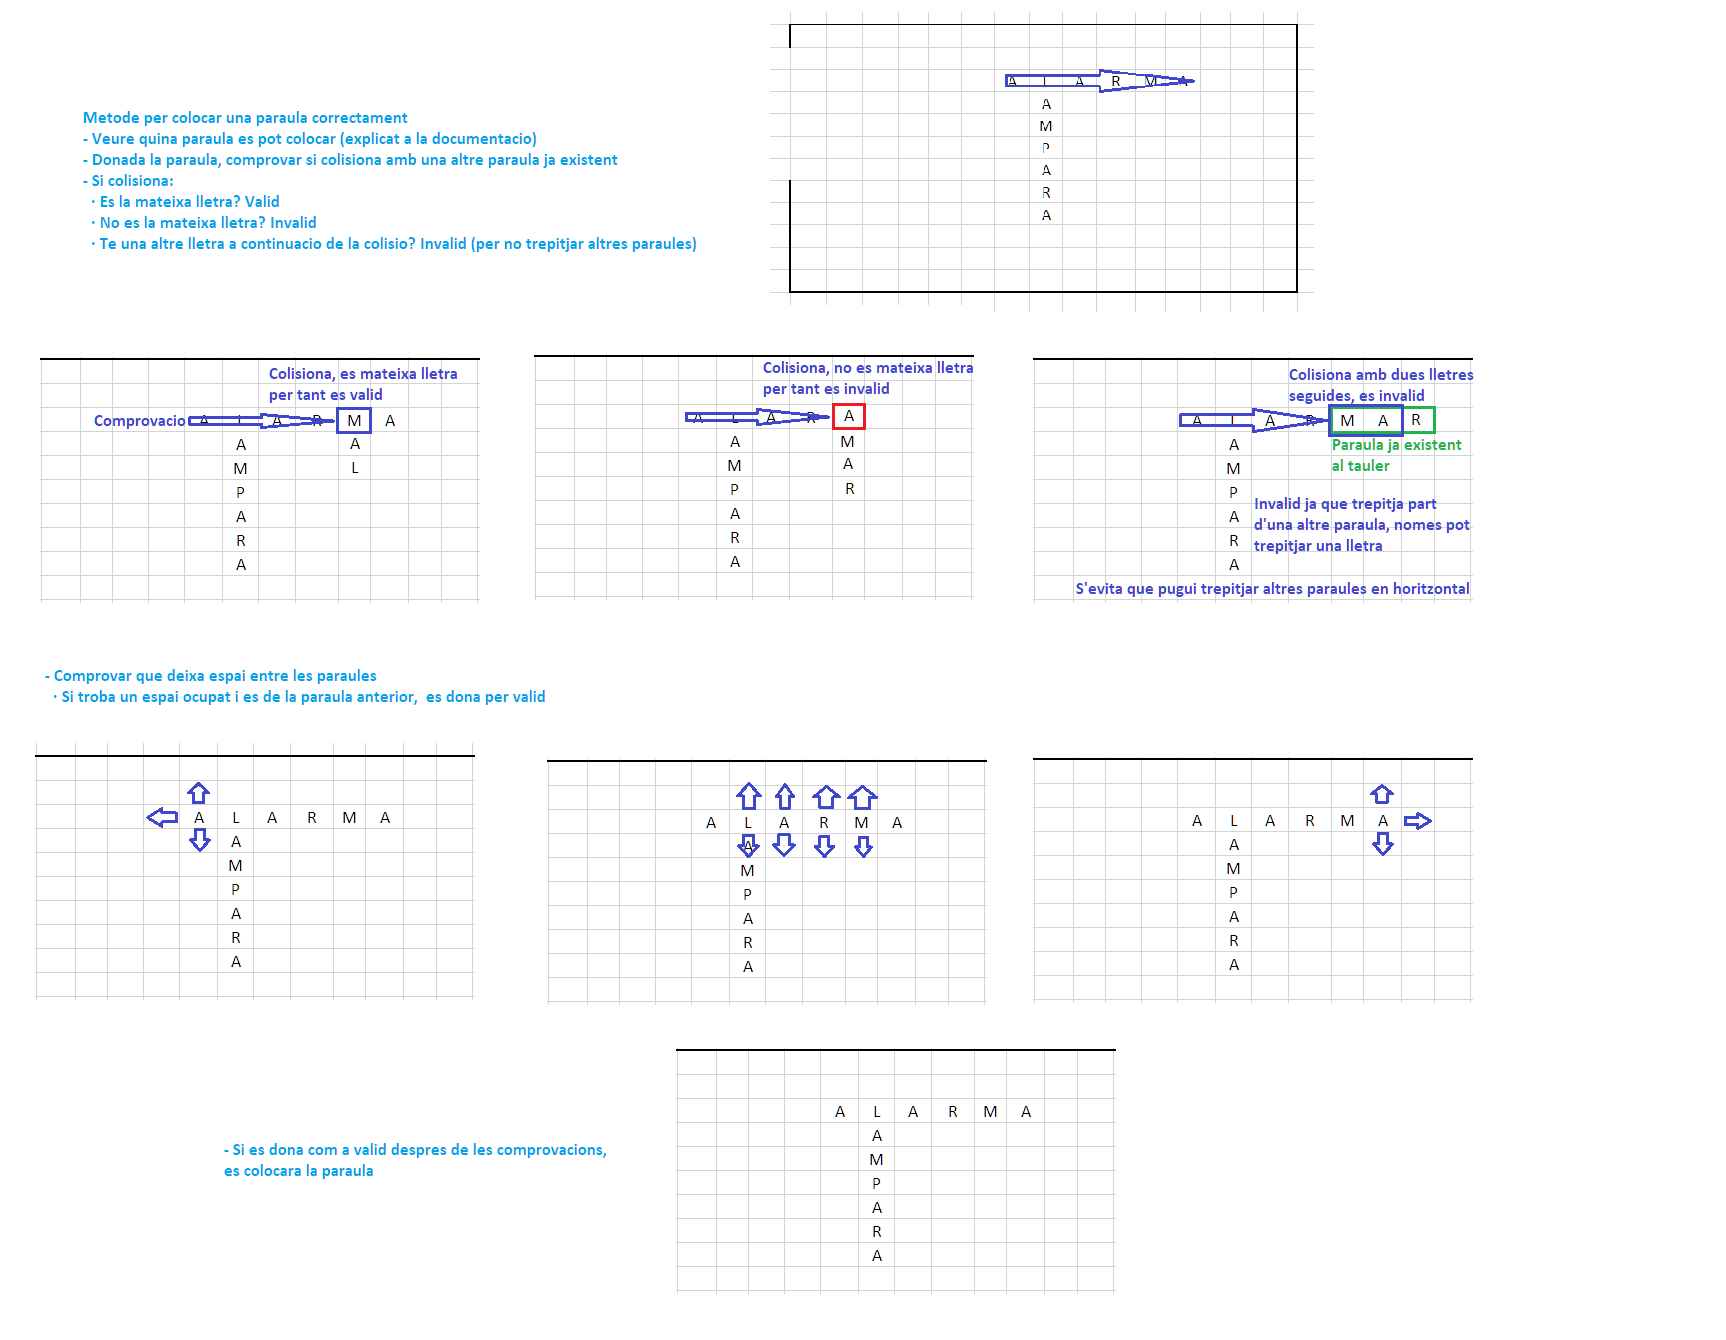 A L A R M A
A
M
P
A
R
A
Metode per colocar una paraula correctament
- Veure quina paraula es pot colocar (explicat a la documentacio)
- Donada la paraula, comprovar si colisiona amb una altre paraula ja existent
- Si colisiona:
· Es la mateixa lletra? Valid
· No es la mateixa lletra? Invalid
· Te una altre lletra a continuacio de la colisio? Invalid (per no trepitjar altres paraules)
Colisiona, es mateixa lletra
per tant es valid
Comprovacio A L A R M A
A A
M L
P
A
R
A
Colisiona, no es mateixa lletra
per tant es invalid
A L A R A
A M
M A
P R
A
R
A
Colisiona amb dues lletres
seguides, es invalid
A L A R M A R
A
M
P
A
R
A
Paraula ja existent
al tauler
Invalid ja que trepitja part
d'una altre paraula, nomes pot
trepitjar una lletra
S'evita que pugui trepitjar altres paraules en horitzontal
- Comprovar que deixa espai entre les paraules
· Si troba un espai ocupat i es de la paraula anterior, es dona per valid
A L A R M A
A
M
P
A
R
A
A L A R M A
A
M
P
A
R
A
A L A R M A
A
M
P
A
R
A
- Si es dona com a valid despres de les comprovacions,
es colocara la paraula
A L A R M A
A
M
P
A
R
A